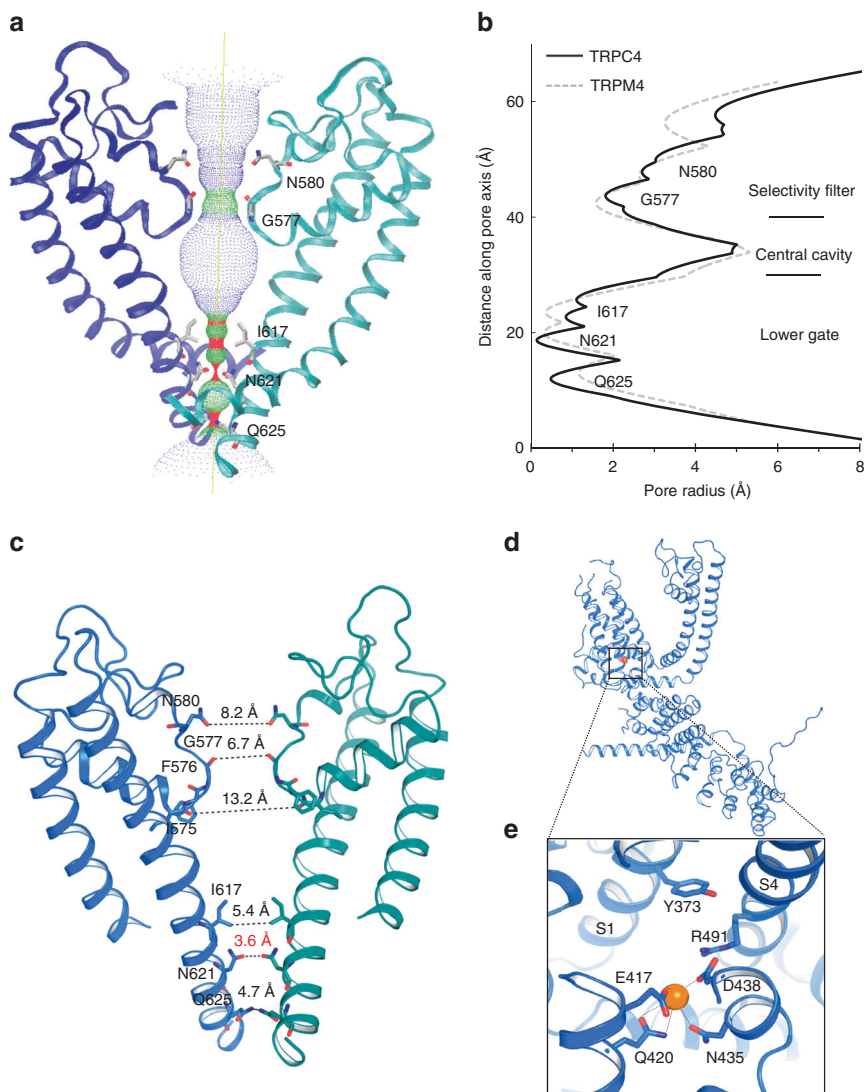 a
N580
G577
I617
N621
Q625
b
TRPC4
TRPM4
Distance along pore axis (Å)
60
40
20
0
N580
G577
Selectivity filter
Central cavity
I617
N621
Lower gate
Q625
0
2
4
6
8
Pore radius (Å)
c
N580
8.2 Å
G577
6.7 Å
F576
13.2 Å
I575
I617
5.4 Å
3.6 Å
N621
Q625
4.7 Å
d
e
S4
Y373
S1
R491
E417
D438
Q420
N435